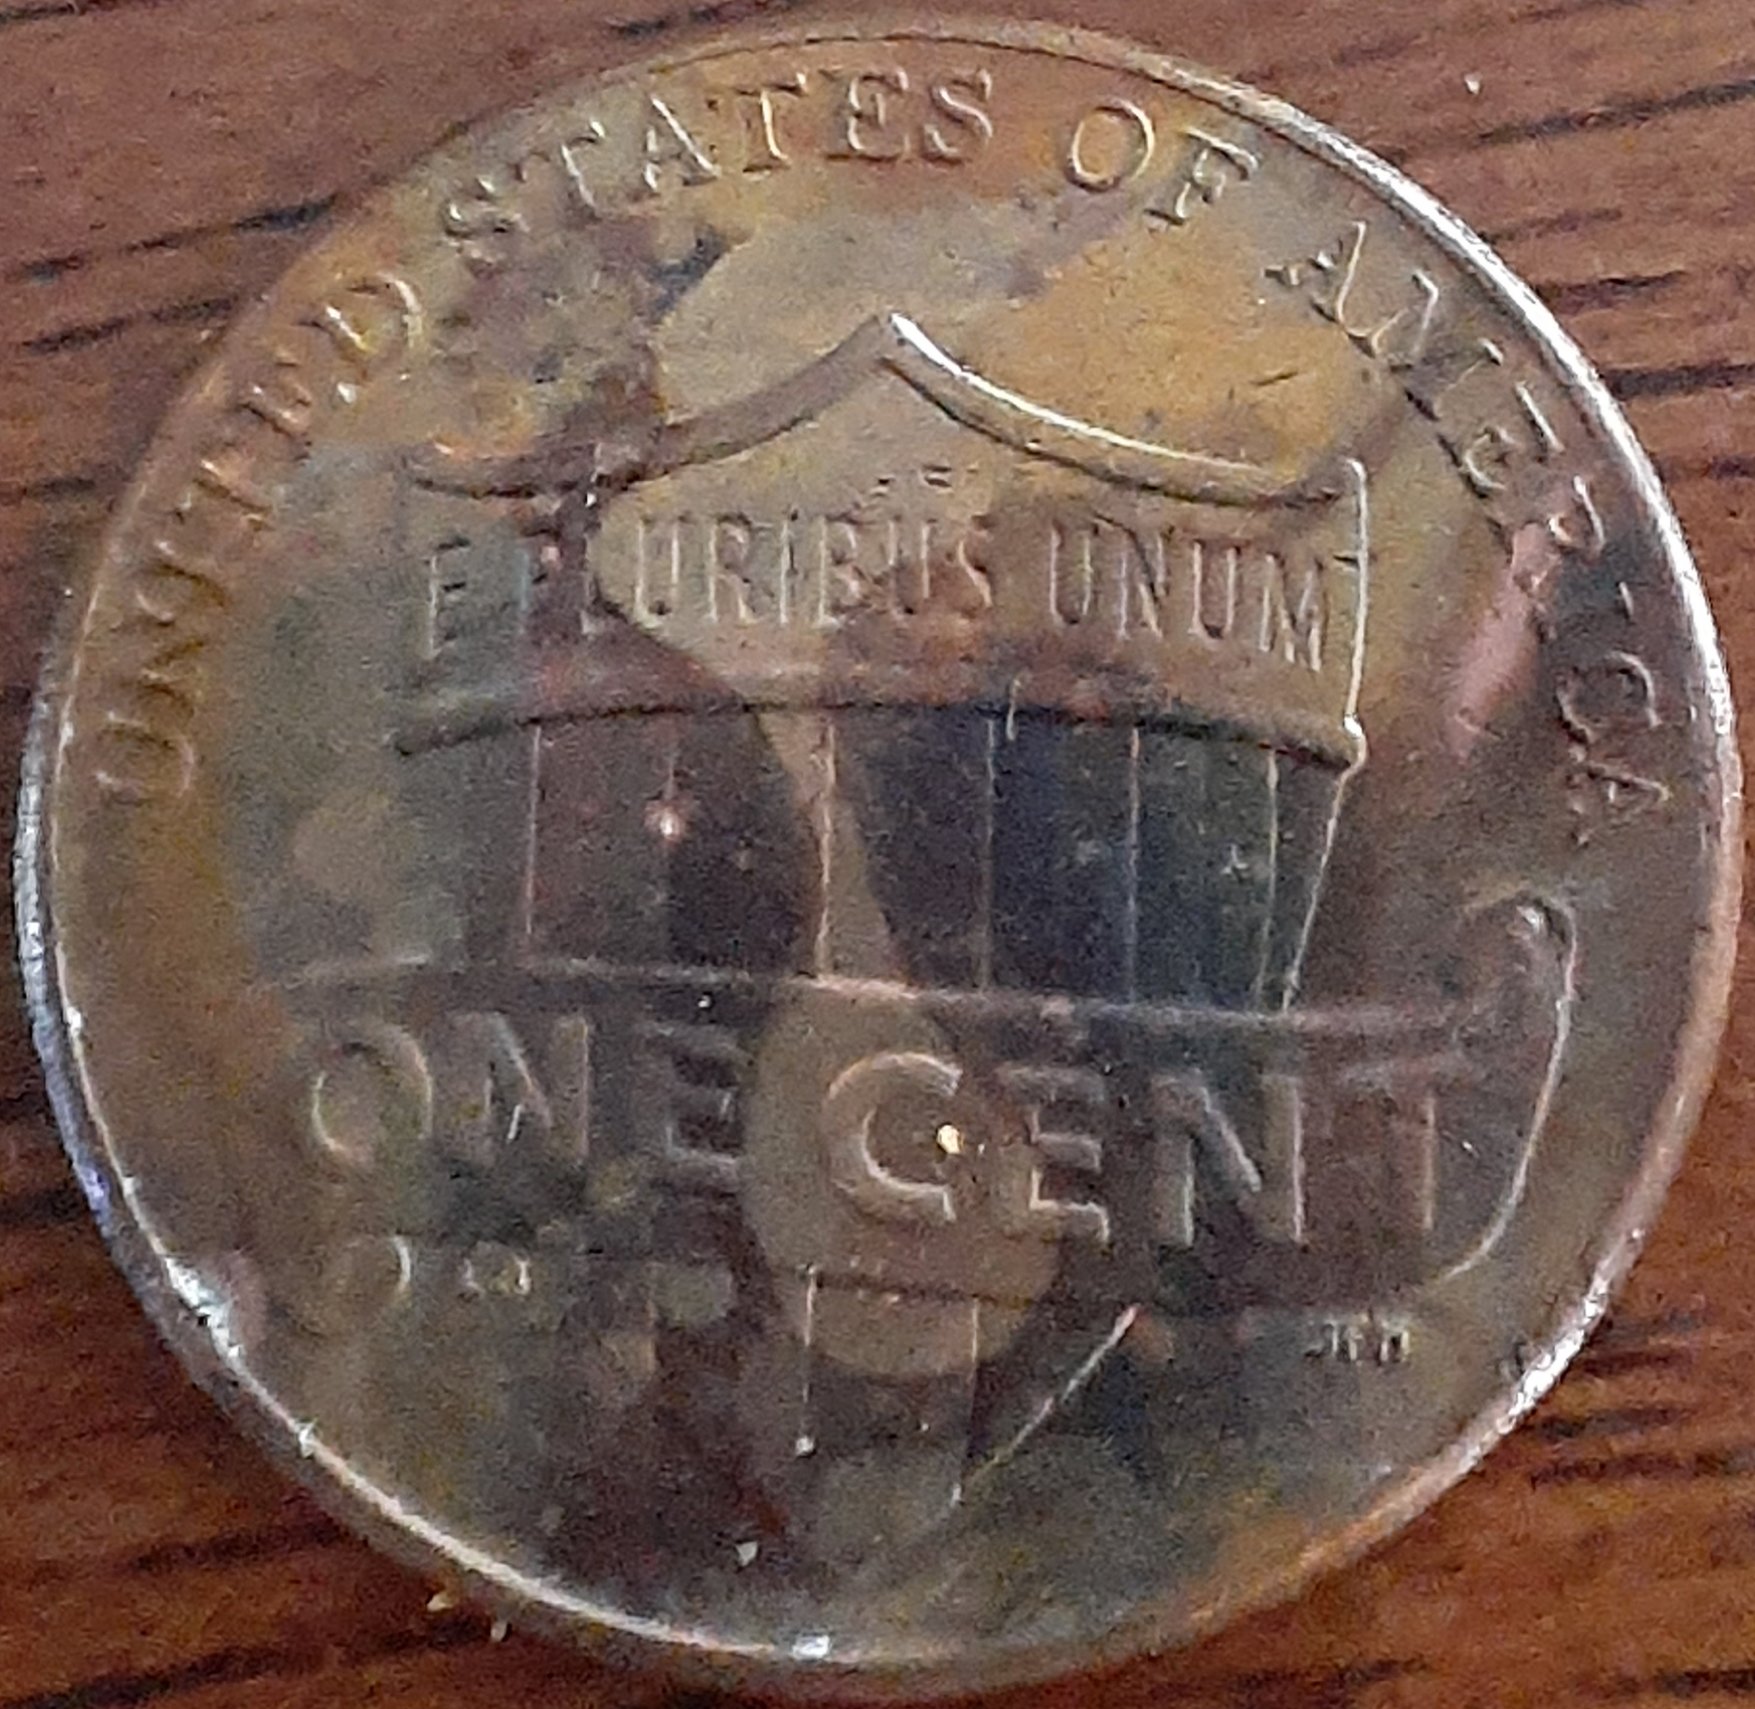 UNITED STATES OF AMERICA
E PLURIBUS UNUM
ONE CENT